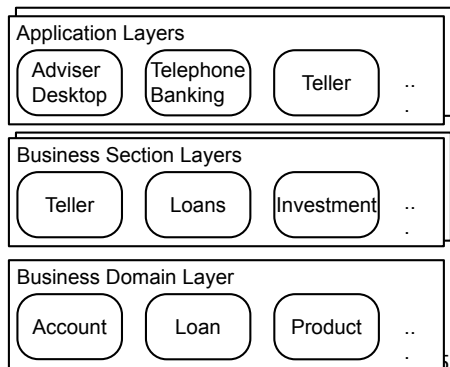 Application Layers
Adviser
Desktop
Telephone
Banking
Teller
..
.
Business Section Layers
Teller
Loans
Investment
..
.
Business Domain Layer
Account
Loan
Product
..
.